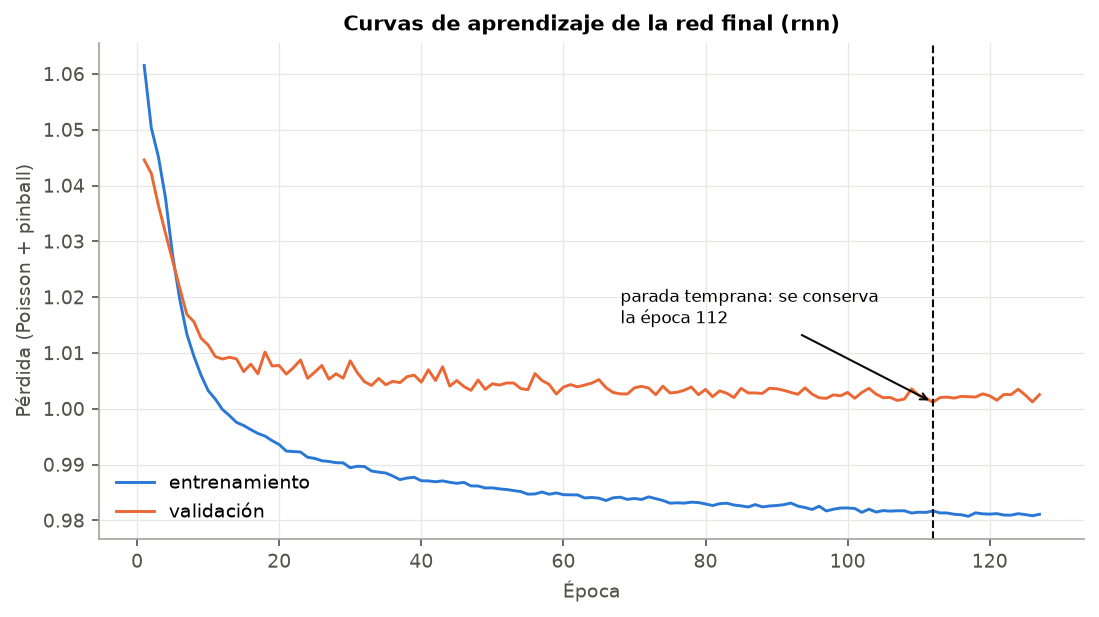 Curvas de aprendizaje de la red final (rnn)
Pérdida (Poisson + pinball)
1.06
1.05
1.04
1.03
1.02
1.01
1.00
0.99
0.98
parada temprana: se conserva
la época 112
entrenamiento
validación
0
20
40
60
80
100
120
Época